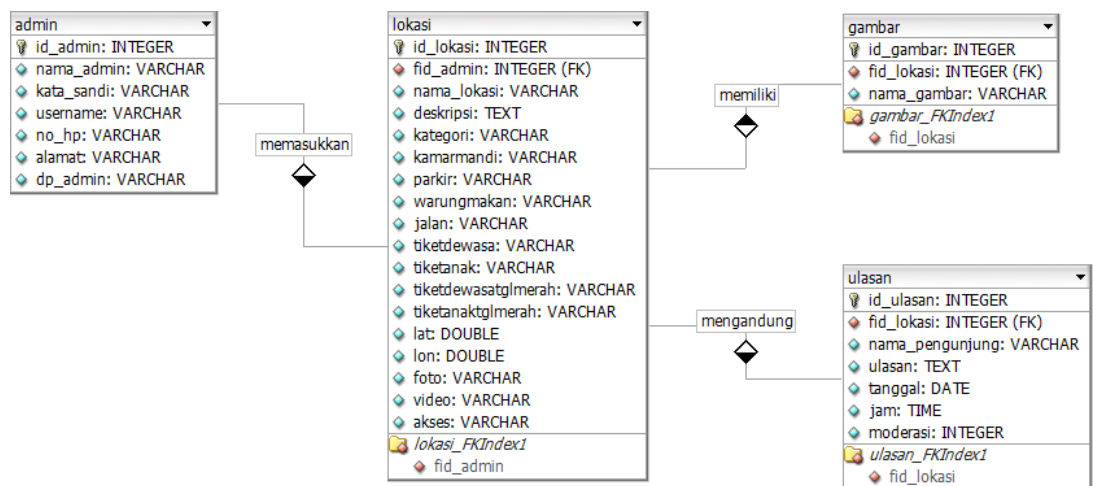 admin
id_admin: INTEGER
nama_admin: VARCHAR
kata_sandi: VARCHAR
username: VARCHAR
no_hp: VARCHAR
alamat: VARCHAR
dp_admin: VARCHAR
memasukkan
lokasi
id_lokasi: INTEGER
fid_admin: INTEGER (FK)
nama_lokasi: VARCHAR
deskripsi: TEXT
kategori: VARCHAR
kamarmandi: VARCHAR
parkir: VARCHAR
warungmakan: VARCHAR
jalan: VARCHAR
tiketdewasa: VARCHAR
tiketanak: VARCHAR
tiketdewasatglmerah: VARCHAR
tiketanaktglmerah: VARCHAR
lat: DOUBLE
lon: DOUBLE
foto: VARCHAR
video: VARCHAR
akses: VARCHAR
lokasi_FKIndex1
fid_admin
memiliki
gambar
id_gambar: INTEGER
fid_lokasi: INTEGER (FK)
nama_gambar: VARCHAR
gambar_FKIndex1
fid_lokasi
mengandung
ulasan
id_ulasan: INTEGER
fid_lokasi: INTEGER (FK)
nama_pengunjung: VARCHAR
ulasan: TEXT
tanggal: DATE
jam: TIME
moderasi: INTEGER
ulasan_FKIndex1
fid_lokasi